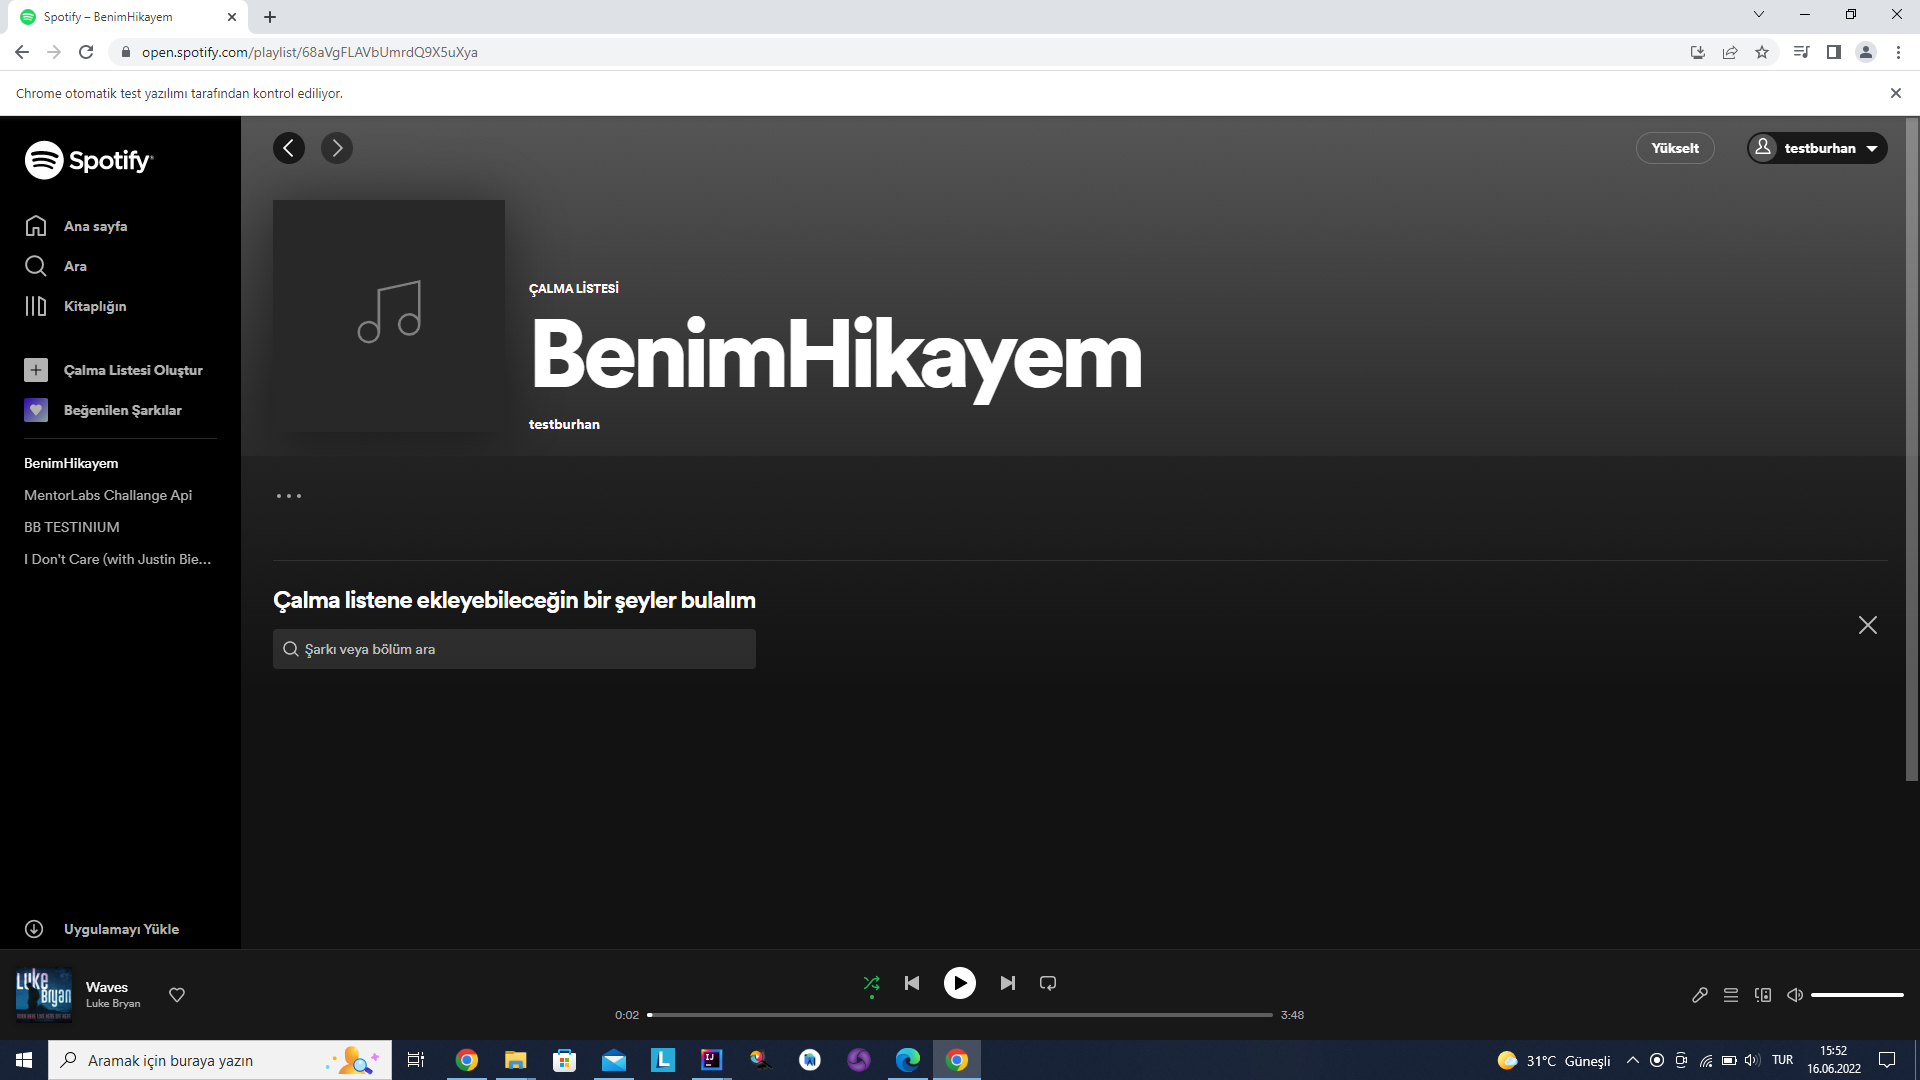 Spotify – BenimHikayem
open.spotify.com/playlist/68aVgFLAVbUmrdQ9X5uXya
Chrome otomatik test yazılımı tarafından kontrol ediliyor.
Spotify
Yükselt
testburhan
Ana sayfa
Ara
Kitaplığın
Çalma Listesi Oluştur
Beğenilen Şarkılar
BenimHikayem
MentorLabs Challange Api
BB TESTINIUM
I Don't Care (with Justin Bie...
Uygulamayı Yükle
ÇALMA LİSTESİ
BenimHikayem
testburhan
Çalma listene ekleyebileceğin bir şeyler bulalım
Şarkı veya bölüm ara
Luke
Bryan
Waves
Luke Bryan
0:02
3:48
Aramak için buraya yazın
L
IJ
31°C Güneşli
TUR
15:52
16.06.2022